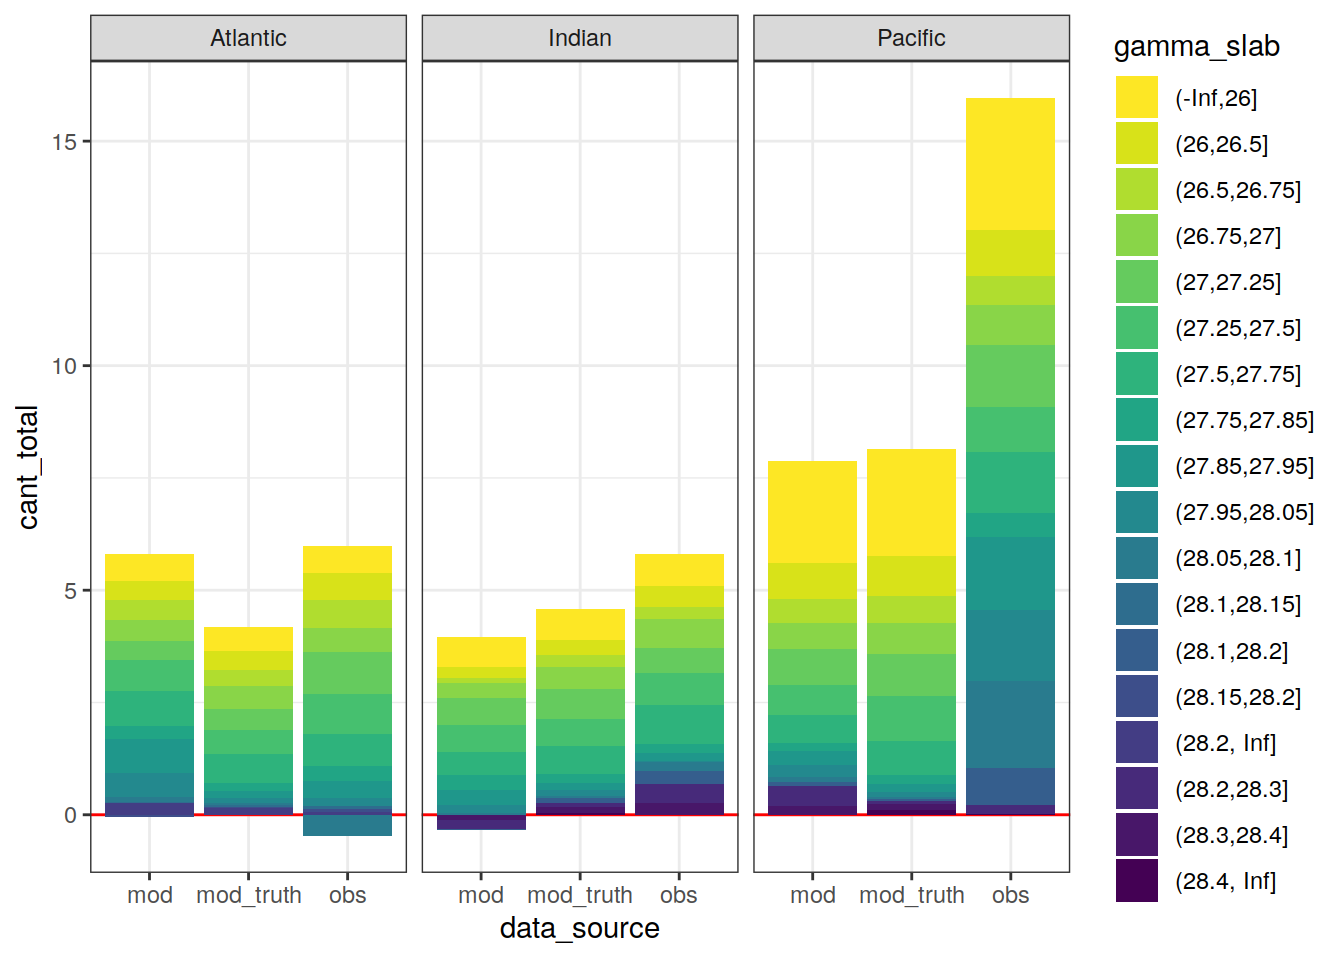 Atlantic
Indian
Pacific
15
10
5
0
cant_total
mod
mod_truth
obs
mod
mod_truth
obs
mod
mod_truth
obs
data_source
gamma_slab
(-Inf,26]
(26,26.5]
(26.5,26.75]
(26.75,27]
(27,27.25]
(27.25,27.5]
(27.5,27.75]
(27.75,27.85]
(27.85,27.95]
(27.95,28.05]
(28.05,28.1]
(28.1,28.15]
(28.1,28.2]
(28.15,28.2]
(28.2, Inf]
(28.2,28.3]
(28.3,28.4]
(28.4, Inf]